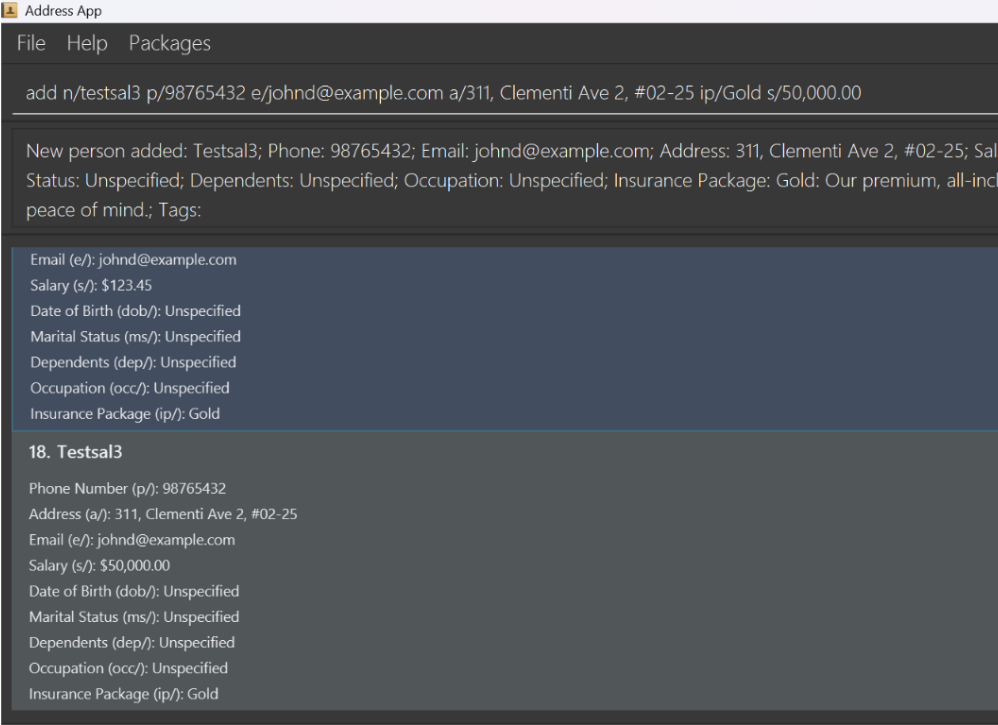 Address App
File Help Packages
add n/testsal3 p/98765432 e/johnd@example.com a/311, Clementi Ave 2, #02-25 ip/Gold s/50,000.00
New person added: Testsal3; Phone: 98765432; Email: johnd@example.com; Address: 311, Clementi Ave 2, #02-25; Sal
Status: Unspecified; Dependents: Unspecified; Occupation: Unspecified; Insurance Package: Gold: Our premium, all-incl
peace of mind.; Tags:
Email (e/): johnd@example.com
Salary (s/): $123.45
Date of Birth (dob/): Unspecified
Marital Status (ms/): Unspecified
Dependents (dep/): Unspecified
Occupation (occ/): Unspecified
Insurance Package (ip/): Gold
18. Testsal3
Phone Number (p/): 98765432
Address (a/): 311, Clementi Ave 2, #02-25
Email (e/): johnd@example.com
Salary (s/): $50,000.00
Date of Birth (dob/): Unspecified
Marital Status (ms/): Unspecified
Dependents (dep/): Unspecified
Occupation (occ/): Unspecified
Insurance Package (ip/): Gold